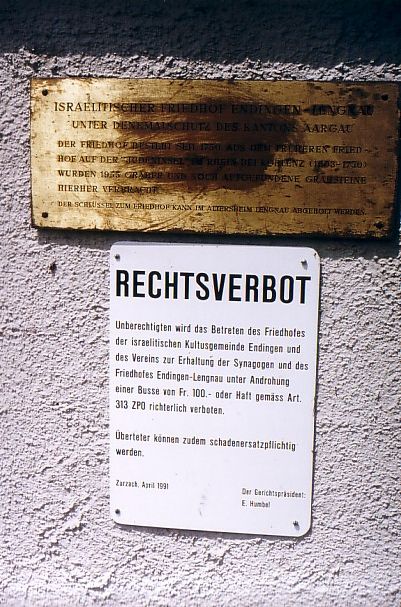 ISRAELITISCHER FRIEDHOF ENDINGEN-LENGNAU
UNTER DENKMALSCHUTZ DES KANTONS AARGAU
DER FRIEDHOF BESTEHT SEIT 1750 AUS DEM FRÜHEREN FRIED-
HOF AUF DER "JUDENINSEL" IM RHEIN BEI KOBLENZ (1603-1750)
WURDEN 1955 GRÄBER UND NOCH AUFGEFUNDENE GRABSTEINE
HIERHER VERBRACHT
DER SCHLÜSSEL ZUM FRIEDHOF KANN IM ALTERSHEIM LENGNAU ABGEHOLT WERDEN.
RECHTSVERBOT
Unberechtigten wird das Betreten des Friedhofes
der israelitischen Kultusgemeinde Endingen und
des Vereins zur Erhaltung der Synagogen und des
Friedhofes Endingen-Lengnau unter Androhung
einer Busse von Fr. 100.- oder Haft gemäss Art.
313 ZPO richterlich verboten.
Überteter können zudem schadenersatzpflichtig
werden.
Zurzach, April 1991
Der Gerichtspräsident:
E. Humbel